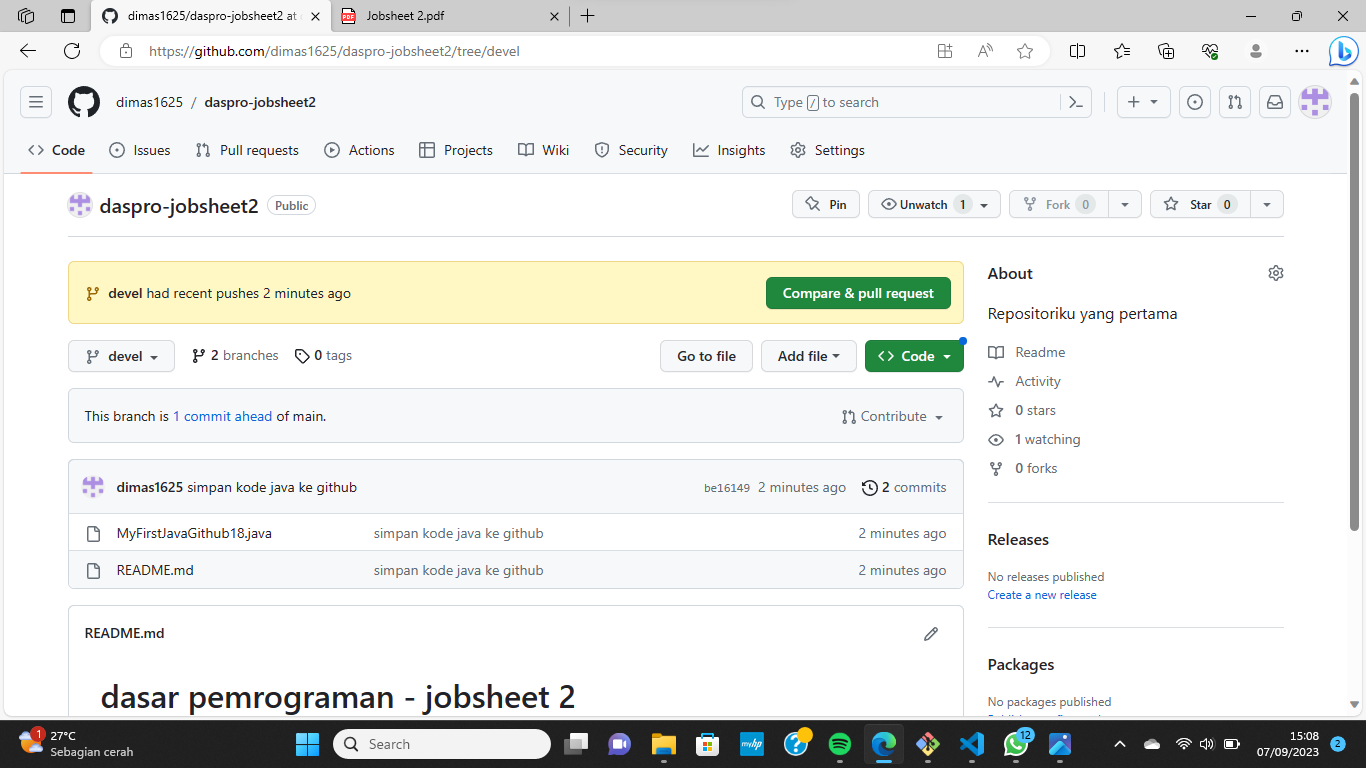 dimas1625/daspro-jobsheet2 at
Jobsheet 2.pdf
https://github.com/dimas1625/daspro-jobsheet2/tree/devel
dimas1625 / daspro-jobsheet2
Type / to search
Code Issues Pull requests Actions Projects Wiki Security Insights Settings
daspro-jobsheet2 Public
Pin Unwatch 1 Fork 0 Star 0
devel had recent pushes 2 minutes ago
Compare & pull request
devel 2 branches 0 tags
Go to file Add file Code
This branch is 1 commit ahead of main.
Contribute
dimas1625 simpan kode java ke github
be16149 2 minutes ago 2 commits
MyFirstJavaGithub18.java simpan kode java ke github 2 minutes ago
README.md simpan kode java ke github 2 minutes ago
README.md
dasar pemrograman - jobsheet 2
About
Repositoriku yang pertama
Readme
Activity
0 stars
1 watching
0 forks
Releases
No releases published
Create a new release
Packages
No packages published
1
27°C
Sebagian cerah
Search
myhp
12
15:08
07/09/2023
2